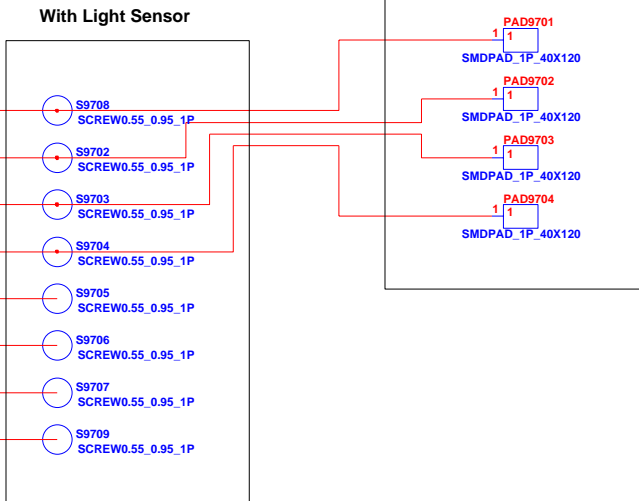 With Light Sensor
S9708
SCREW0.55_0.95_1P
S9702
SCREW0.55_0.95_1P
S9703
SCREW0.55_0.95_1P
S9704
SCREW0.55_0.95_1P
S9705
SCREW0.55_0.95_1P
S9706
SCREW0.55_0.95_1P
S9707
SCREW0.55_0.95_1P
S9709
SCREW0.55_0.95_1P
PAD9701
1 1
SMDPAD_1P_40X120
PAD9702
1 1
SMDPAD_1P_40X120
PAD9703
1 1
SMDPAD_1P_40X120
PAD9704
1 1
SMDPAD_1P_40X120